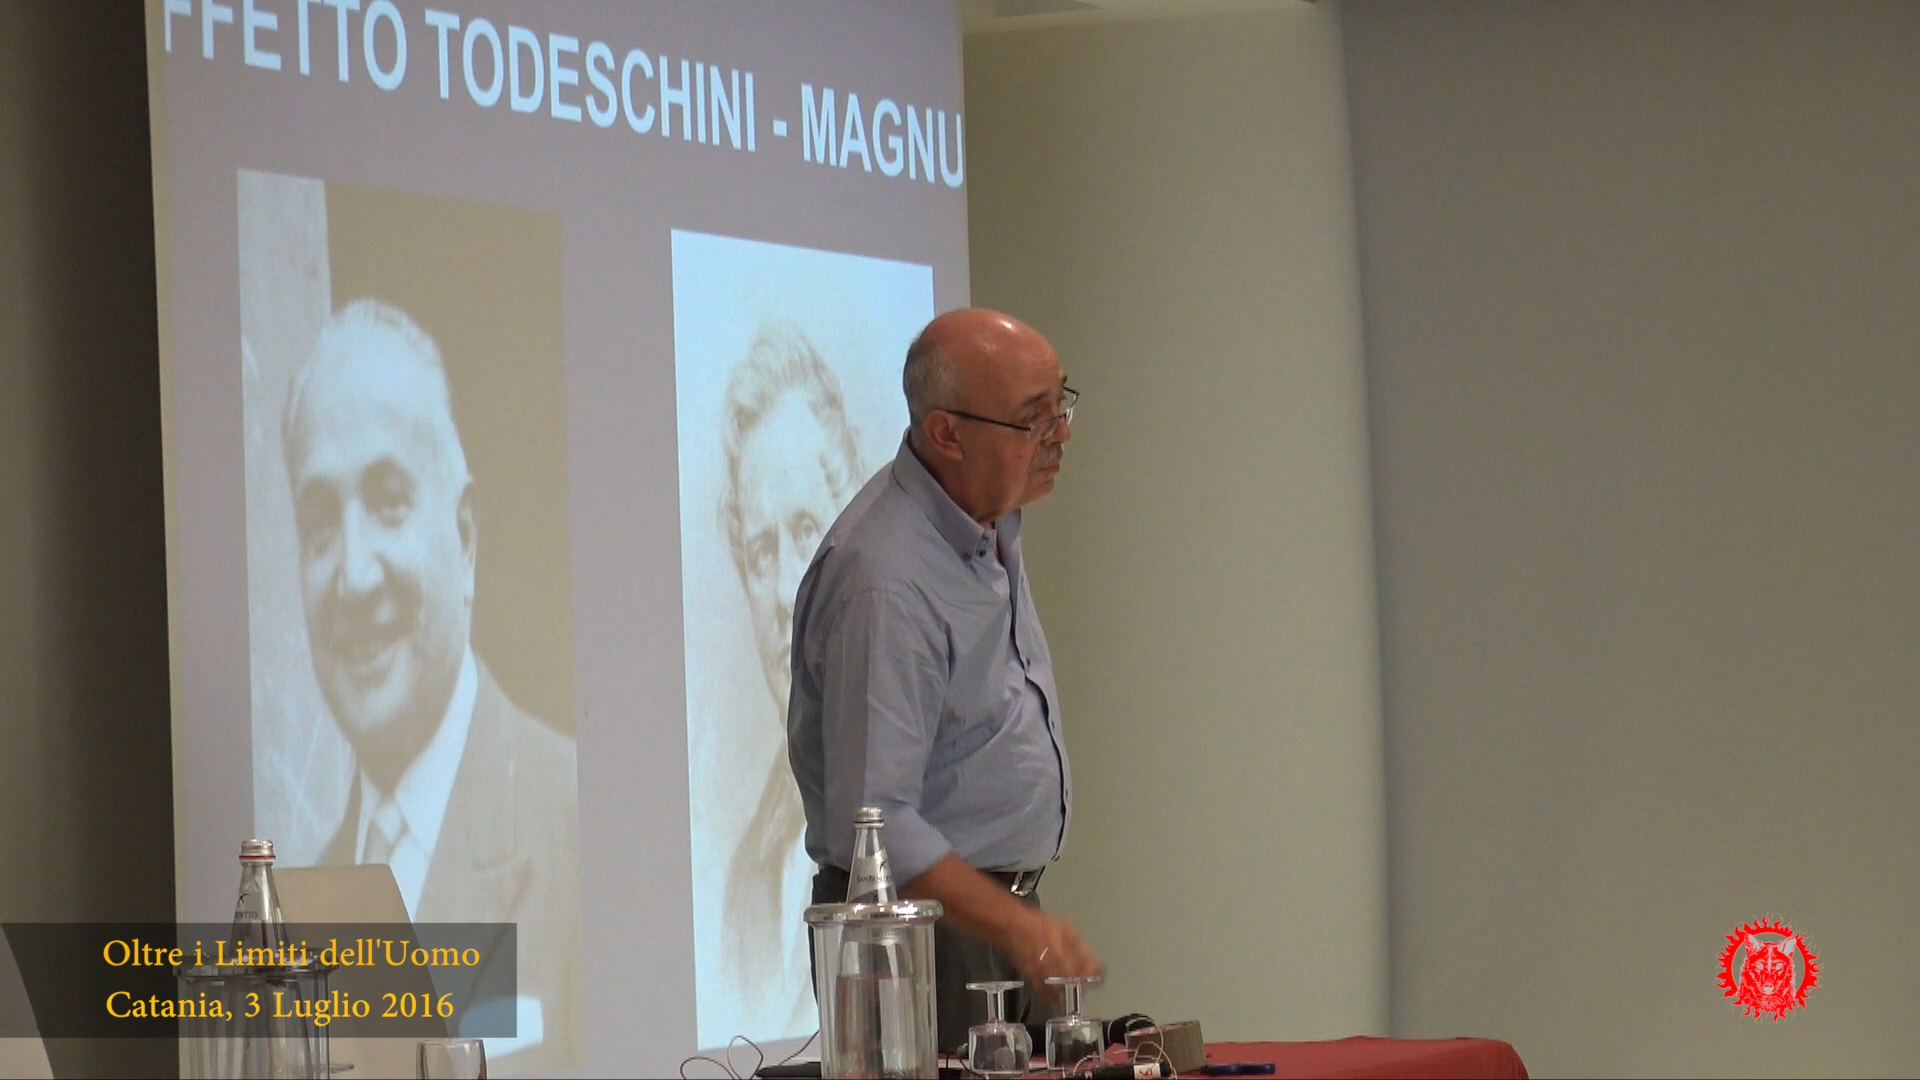 FFETTO TODESCHINI - MAGNU
Oltre i Limiti dell'Uomo
Catania, 3 Luglio 2016